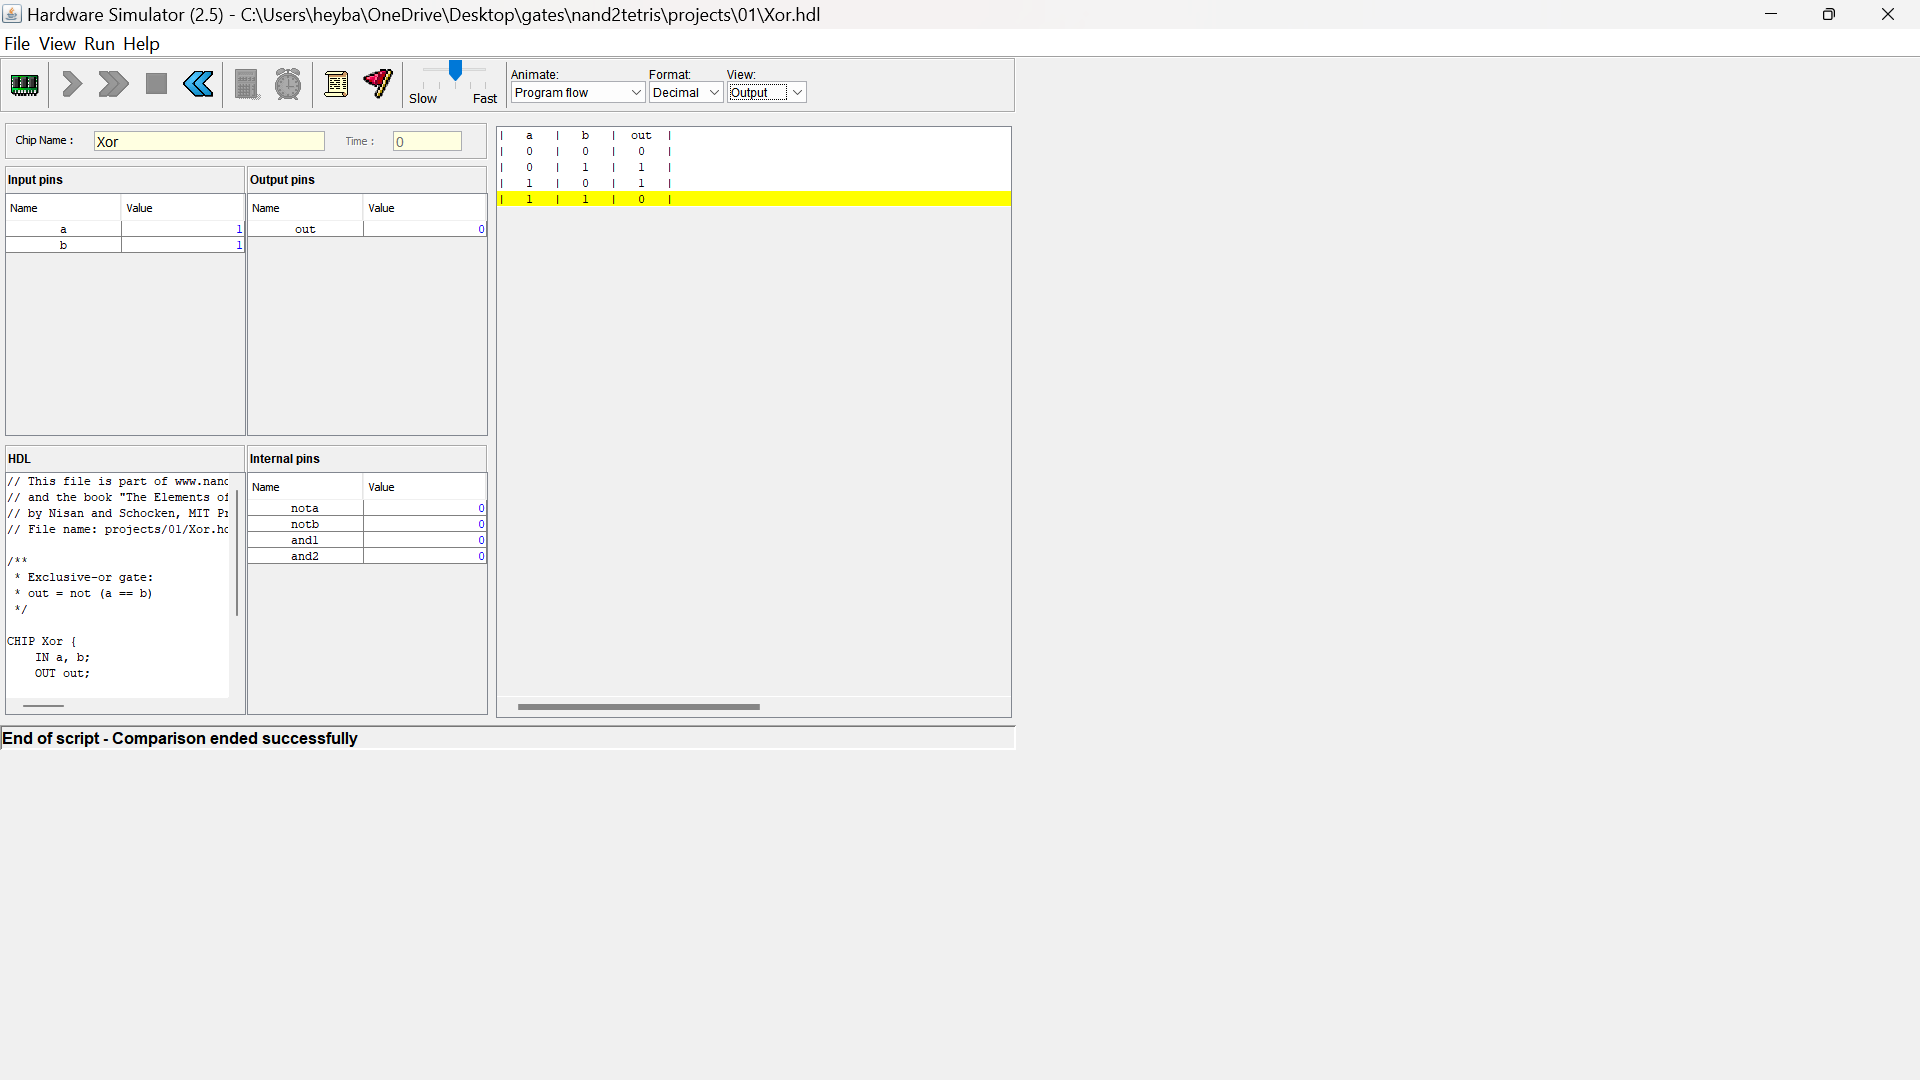 Hardware Simulator (2.5) - C:\Users\heyba\OneDrive\Desktop\gates\nand2tetris\projects\01\Xor.hdl
File View Run Help
Slow Fast
Animate: Format: View:
Program flow Decimal Output
Chip Name : Xor Time : 0
Input pins
Name Value
a 1
b 1
Output pins
Name Value
out 0
| a | b | out |
| 0 | 0 | 0 |
| 0 | 1 | 1 |
| 1 | 0 | 1 |
| 1 | 1 | 0 |
HDL
// This file is part of www.nand
// and the book "The Elements of
// by Nisan and Schocken, MIT Pr
// File name: projects/01/Xor.hd
/**
* Exclusive-or gate:
* out = not (a == b)
*/
CHIP Xor {
IN a, b;
OUT out;
Internal pins
Name Value
nota 0
notb 0
and1 0
and2 0
End of script - Comparison ended successfully